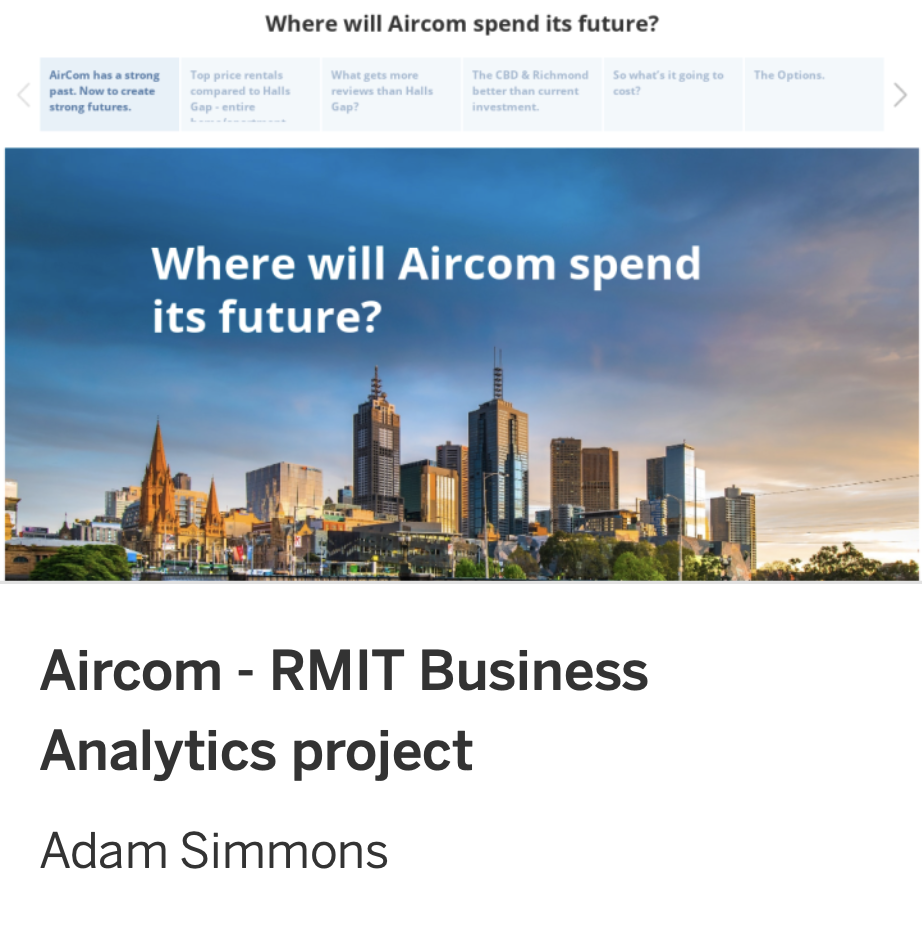 Where will Aircom spend its future?
AirCom has a strong
past. Now to create
strong futures.
Top price rentals
compared to Halls
Gap - entire
What gets more
reviews than Halls
Gap?
The CBD & Richmond
better than current
investment.
So what's it going to
cost?
The Options.
Where will Aircom spend
its future?
Aircom - RMIT Business
Analytics project
Adam Simmons